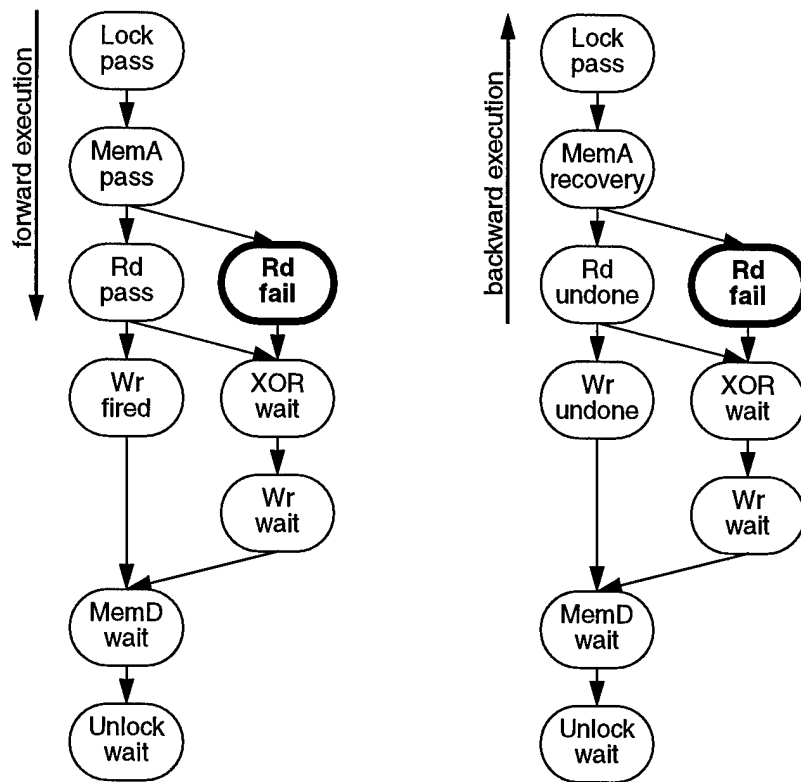 forward execution
Lock
pass
MemA
pass
Rd
pass
Rd
fail
Wr
fired
XOR
wait
Wr
wait
MemD
wait
Unlock
wait
backward execution
Lock
pass
MemA
recovery
Rd
undone
Rd
fail
Wr
undone
XOR
wait
Wr
wait
MemD
wait
Unlock
wait